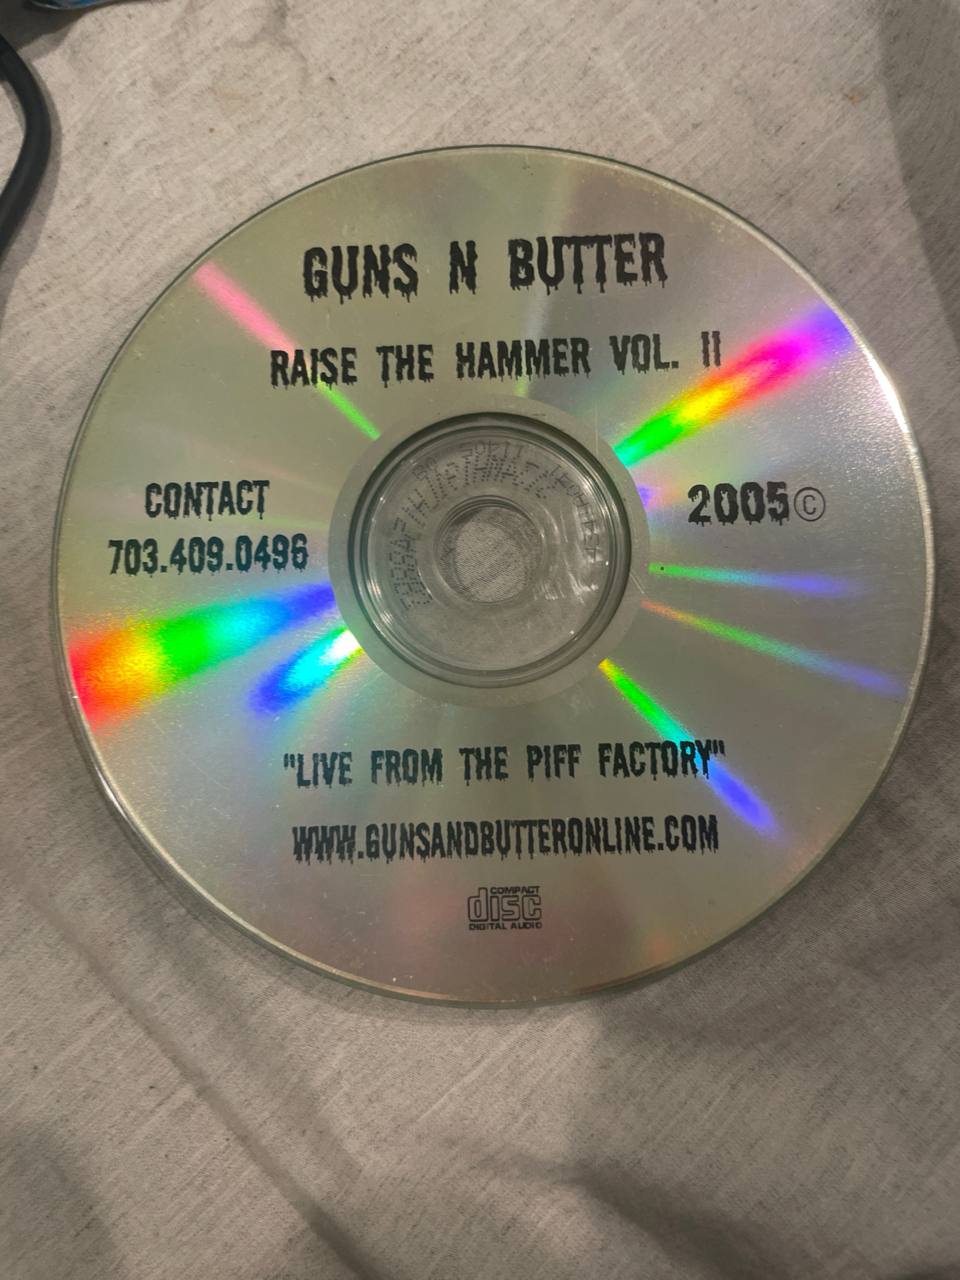 GUNS N BUTTER
RAISE THE HAMMER VOL. II
CONTACT
703.409.0496
2005©
"LIVE FROM THE PIFF FACTORY"
WWW.GUNSANDBUTTERONLINE.COM
COMPACT
disc
DIGITAL AUDIO